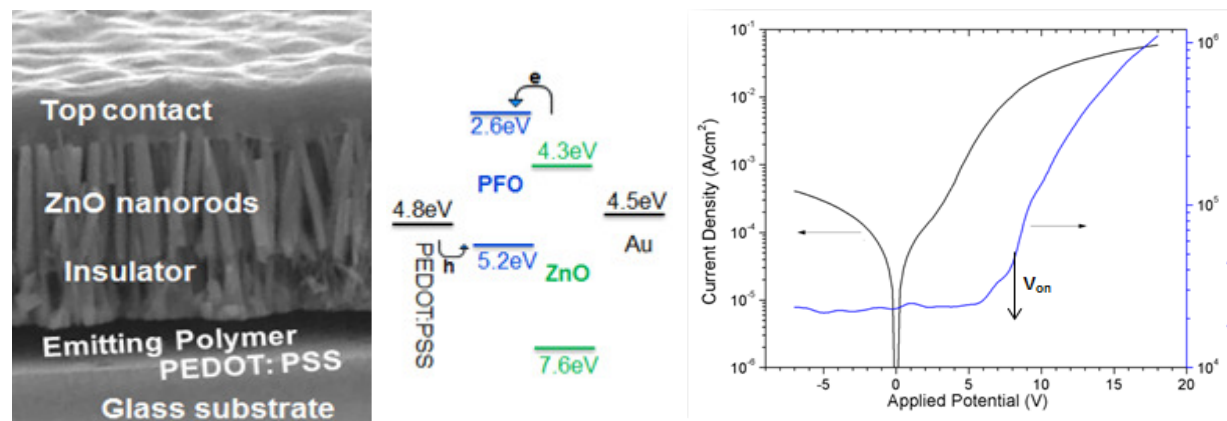 Top contact
ZnO nanorods
Insulator
Emitting Polymer
PEDOT: PSS
Glass substrate
e
2.6eV
4.3eV
PFO
4.8eV
4.5eV
PEDOT:PSS
h
5.2eV
ZnO
Au
7.6eV
Current Density (A/cm²)
10⁻¹
10⁻²
10⁻³
10⁻⁴
10⁻⁵
10⁻⁶
-5
0
5
10
15
20
Applied Potential (V)
Von
10⁶
10⁵
10⁴